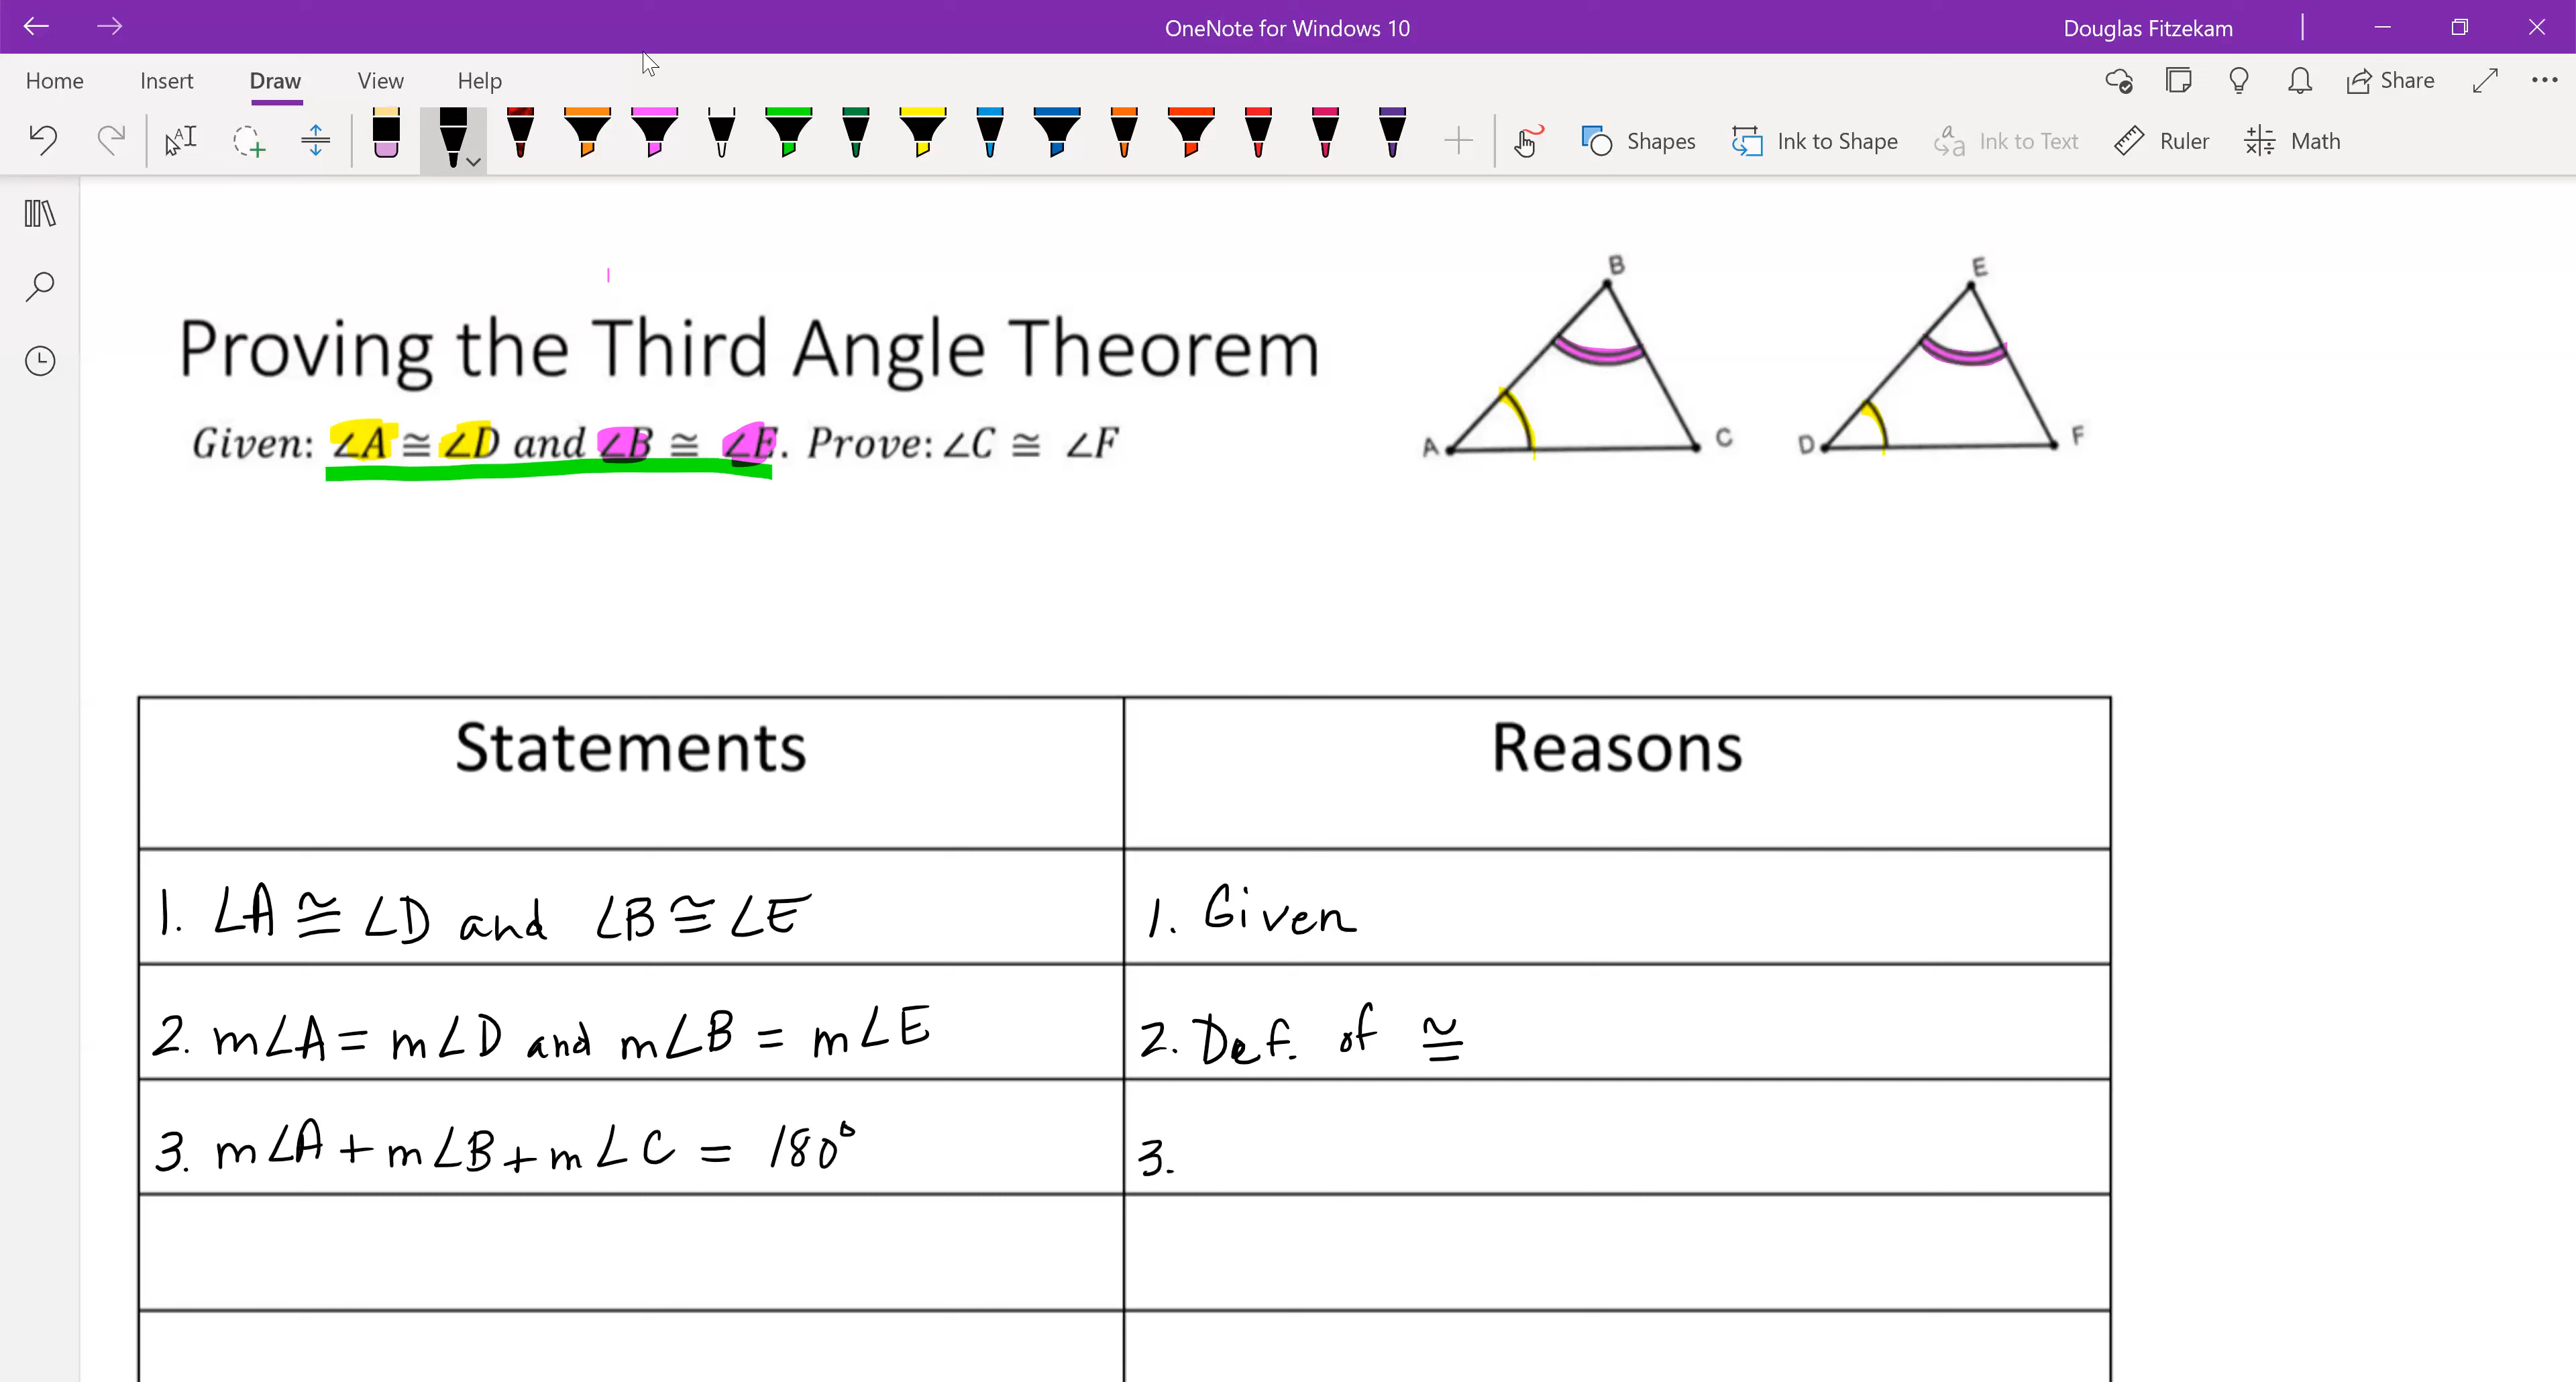 OneNote for Windows 10
Douglas Fitzekam
Home Insert Draw View Help
Share
Shapes Ink to Shape Ink to Text Ruler Math
Proving the Third Angle Theorem
Given: ∠A ≅ ∠D and ∠B ≅ ∠E. Prove: ∠C ≅ ∠F
B
A
C
E
D
F
Statements
Reasons
1. ∠A ≅ ∠D and ∠B ≅ ∠E
1. Given
2. m∠A = m∠D and m∠B = m∠E
2. Def. of ≅
3. m∠A + m∠B + m∠C = 180°
3.